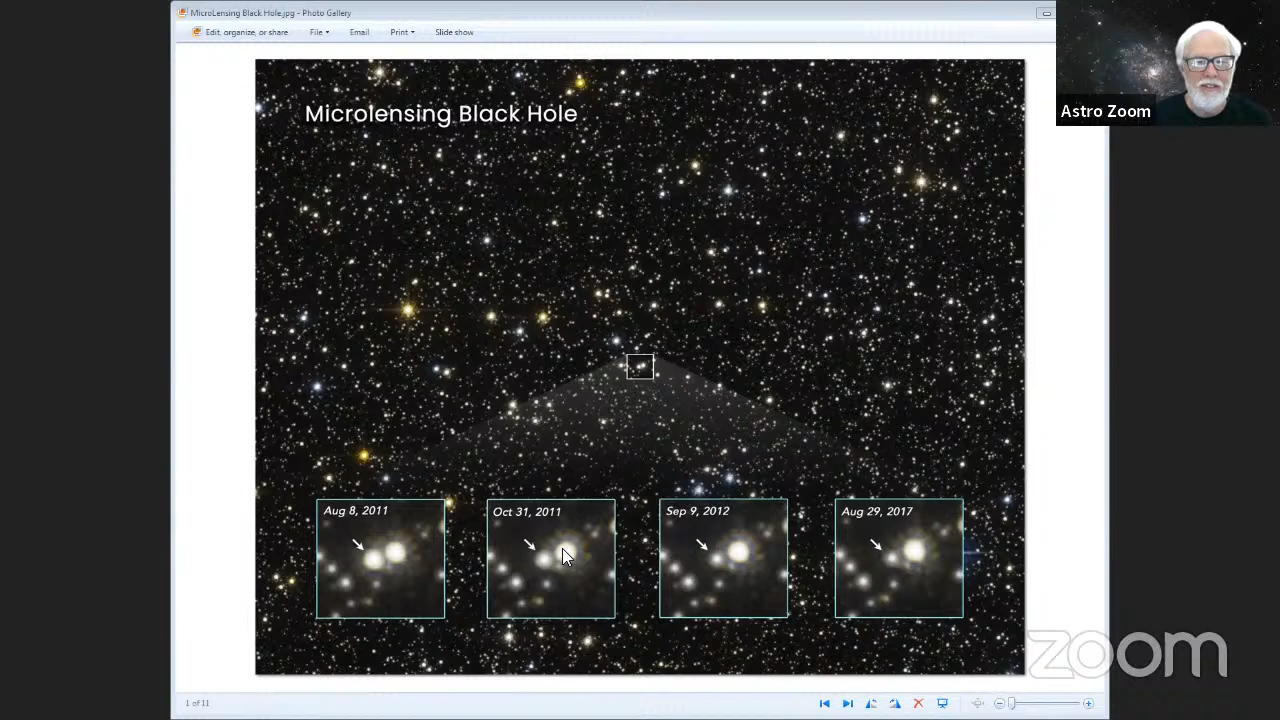 MicroLensing Black Hole.jpg - Photo Gallery
Edit, organize, or share File Email Print Slide show
Astro Zoom
Microlensing Black Hole
Aug 8, 2011
Oct 31, 2011
Sep 9, 2012
Aug 29, 2017
zoom
1 of 11